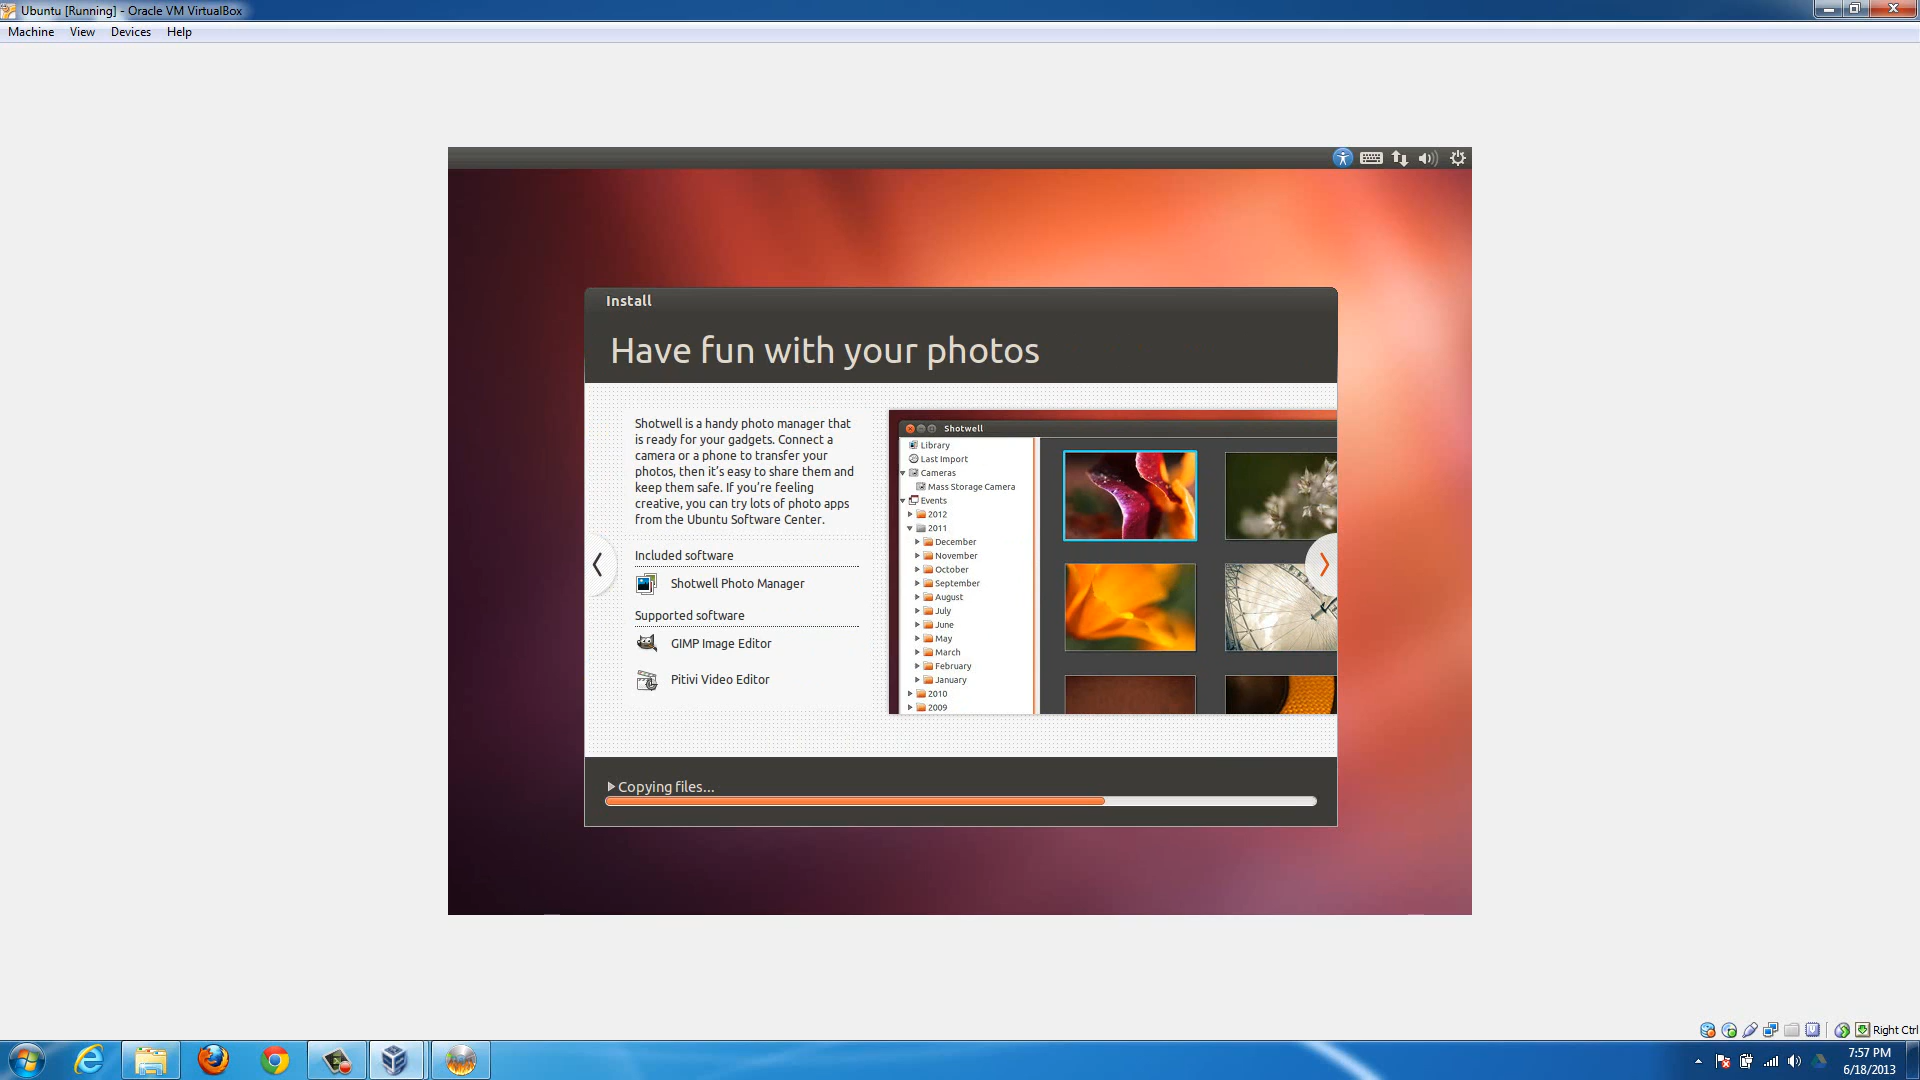 Ubuntu [Running] - Oracle VM VirtualBox
Machine View Devices Help
Install
Have fun with your photos
Shotwell is a handy photo manager that
is ready for your gadgets. Connect a
camera or a phone to transfer your
photos, then it’s easy to share them and
keep them safe. If you’re feeling
creative, you can try lots of photo apps
from the Ubuntu Software Center.
Included software
Shotwell Photo Manager
Supported software
GIMP Image Editor
Pitivi Video Editor
Shotwell
Library
Last Import
Cameras
Mass Storage Camera
Events
2012
2011
December
November
October
September
August
July
June
May
March
February
January
2010
2009
Copying files...
Right Ctrl
7:57 PM
6/18/2013